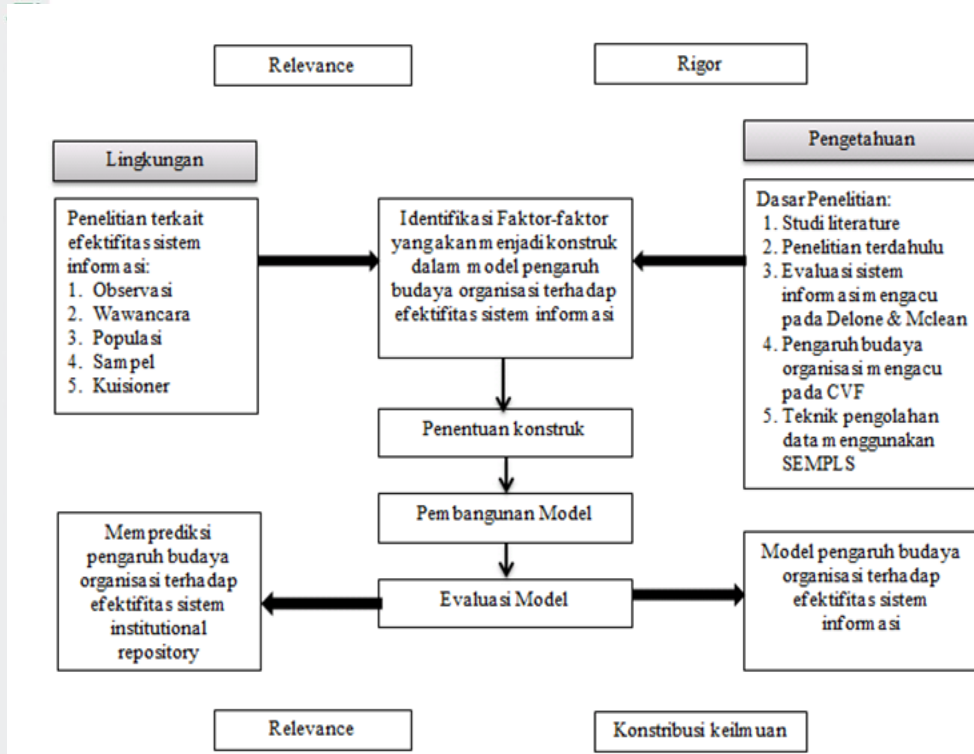 Relevance
Rigor
Lingkungan
Pengetahuan
Penelitian terkait
efektifitas sistem
informasi:
1. Observasi
2. Wawancara
3. Populasi
4. Sampel
5. Kuisioner
Identifikasi Faktor-faktor
yang akan menjadi konstruk
dalam model pengaruh
budaya organisasi terhadap
efektifitas sistem informasi
Dasar Penelitian:
1. Studi literature
2. Penelitian terdahulu
3. Evaluasi sistem
informasi mengacu
pada Delone & Mclean
4. Pengaruh budaya
organisasi mengacu
pada CVF
5. Teknik pengolahan
data menggunakan
SEMPLS
Penentuan konstruk
Pembangunan Model
Evaluasi Model
Memprediksi
pengaruh budaya
organisasi terhadap
efektifitas sistem
institutional
repository
Model pengaruh budaya
organisasi terhadap
efektifitas sistem
informasi
Relevance
Konstribusi keilmuan